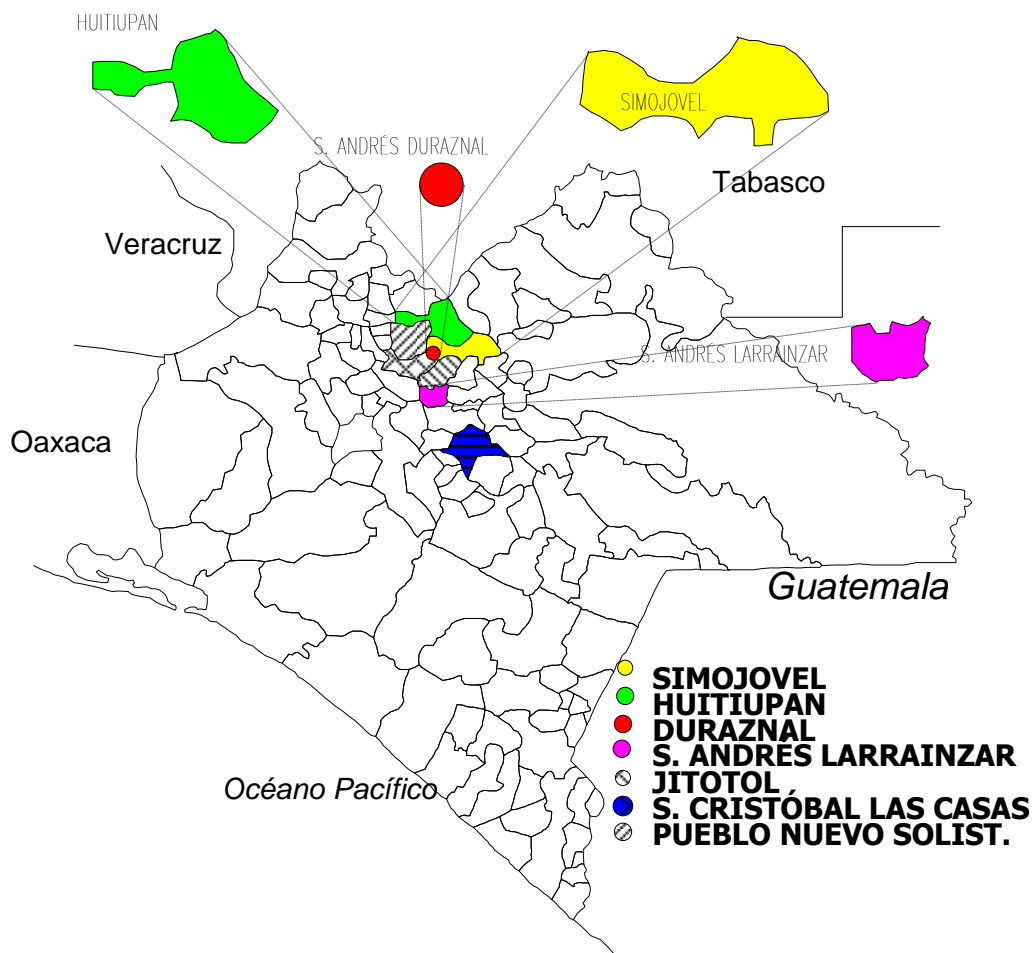 HUITIUPAN
SIMOJOVEL
S. ANDRÉS DURAZNAL
Tabasco
Veracruz
S. ANDRÉS LARRAINZAR
Oaxaca
Guatemala
SIMOJOVEL
HUITIUPAN
DURAZNAL
S. ANDRÉS LARRAINZAR
JITOTOL
S. CRISTÓBAL LAS CASAS
PUEBLO NUEVO SOLIST.
Océano Pacífico